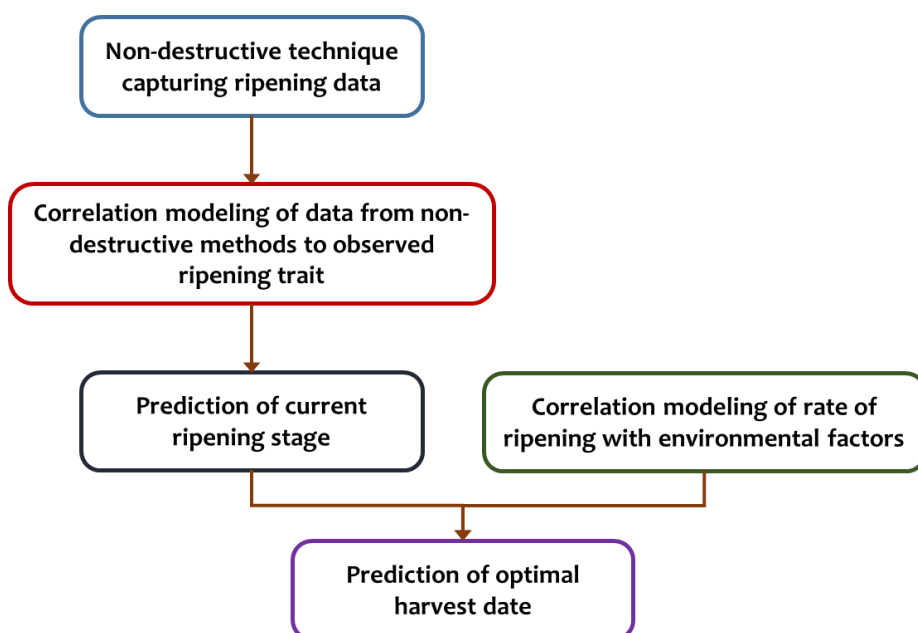 Non-destructive technique
capturing ripening data
Correlation modeling of data from non-
destructive methods to observed
ripening trait
Prediction of current
ripening stage
Correlation modeling of rate of
ripening with environmental factors
Prediction of optimal
harvest date